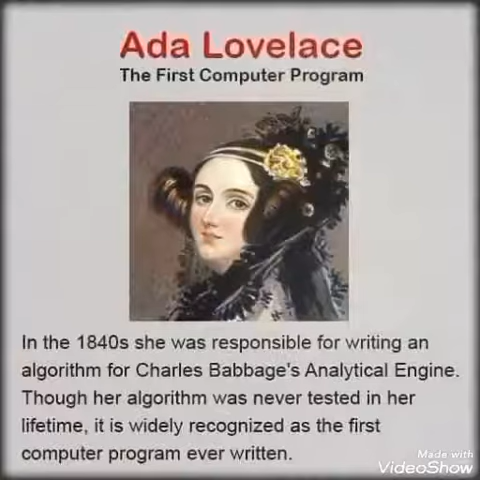 Ada Lovelace
The First Computer Program
In the 1840s she was responsible for writing an
algorithm for Charles Babbage's Analytical Engine.
Though her algorithm was never tested in her
lifetime, it is widely recognized as the first
computer program ever written.
Made with
VideoShow